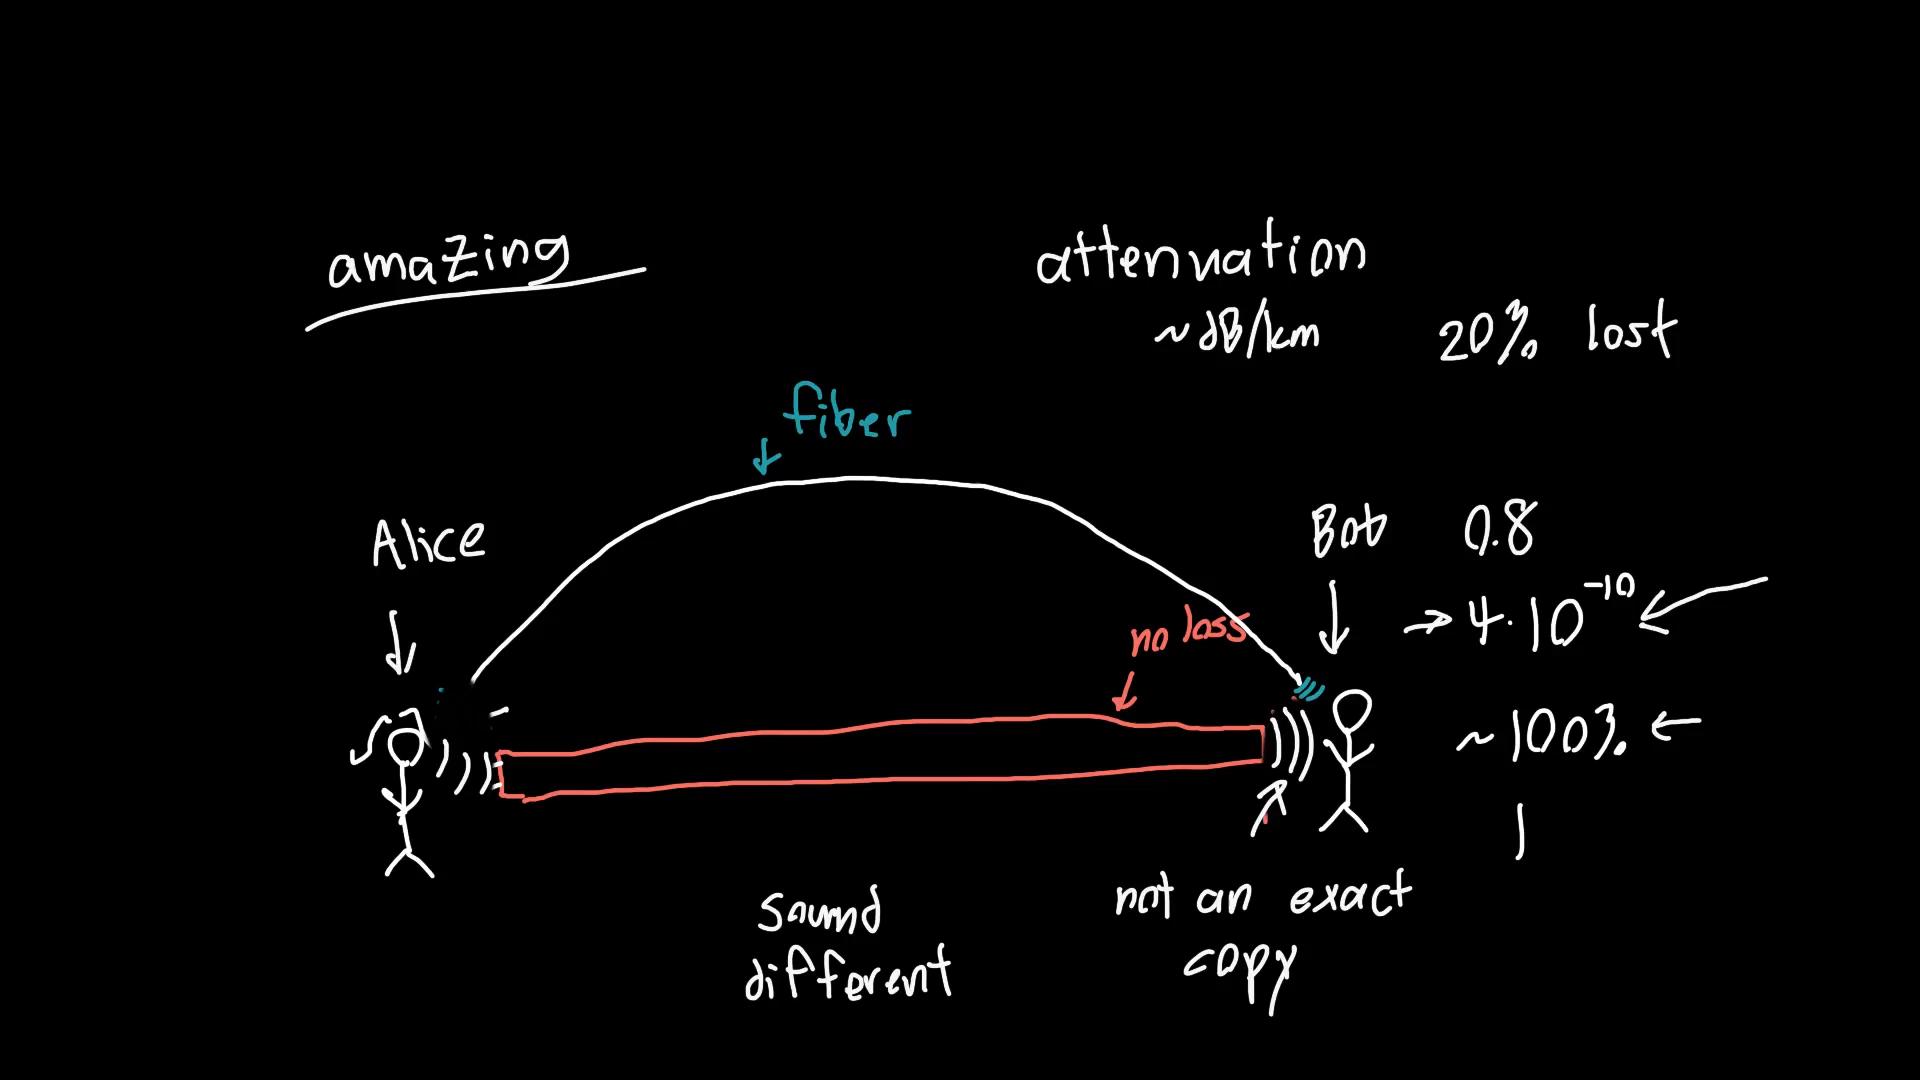 amazing
attenuation
~dB/km 20% lost
fiber
Alice
Bob 0.8
→ 4·10⁻¹⁰
no loss
~100%
sound
different
not an exact
copy